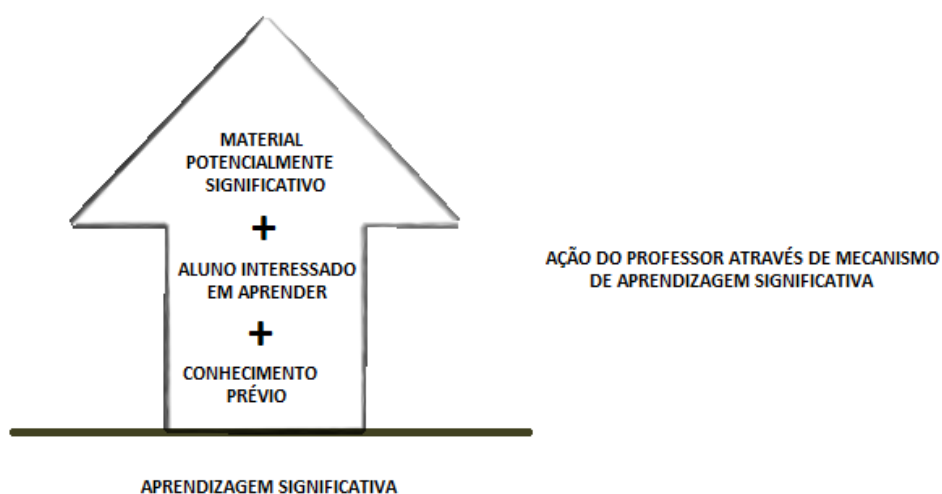 MATERIAL
POTENCIALMENTE
SIGNIFICATIVO
+
ALUNO INTERESSADO
EM APRENDER
+
CONHECIMENTO
PRÉVIO
AÇÃO DO PROFESSOR ATRAVÉS DE MECANISMO
DE APRENDIZAGEM SIGNIFICATIVA
APRENDIZAGEM SIGNIFICATIVA